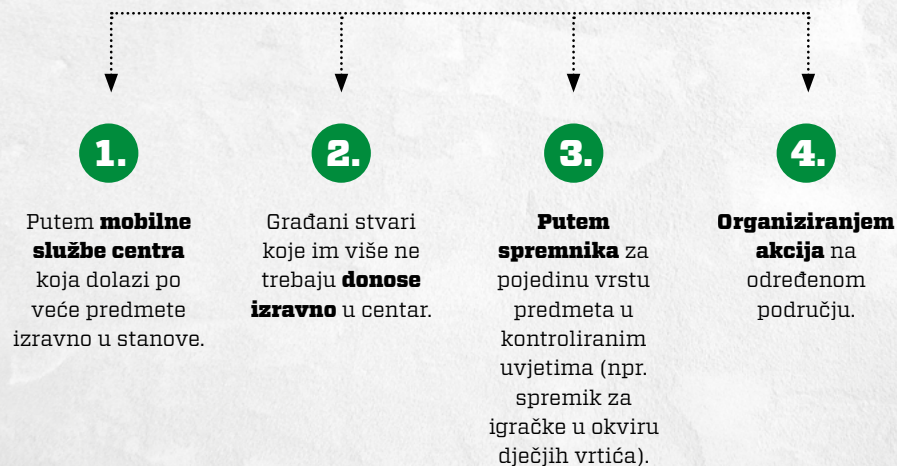 1.
Putem mobilne
službe centra
koja dolazi po
veće predmete
izravno u stanove.
2.
Građani stvari
koje im više ne
trebaju donose
izravno u centar.
3.
Putem
spremnika za
pojedinu vrstu
predmeta u
kontroliranim
uvjetima (npr.
spremik za
igračke u okviru
dječjih vrtića).
4.
Organiziranjem
akcija na
određenom
području.